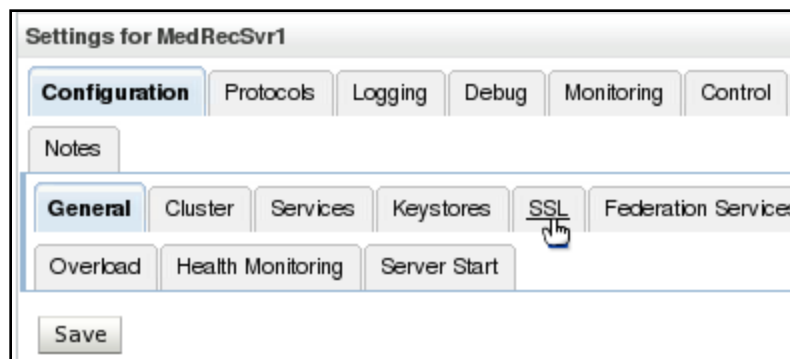 Settings for MedRecSvr1
Configuration Protocols Logging Debug Monitoring Control
Notes
General Cluster Services Keystores SSL Federation Services
Overload Health Monitoring Server Start
Save